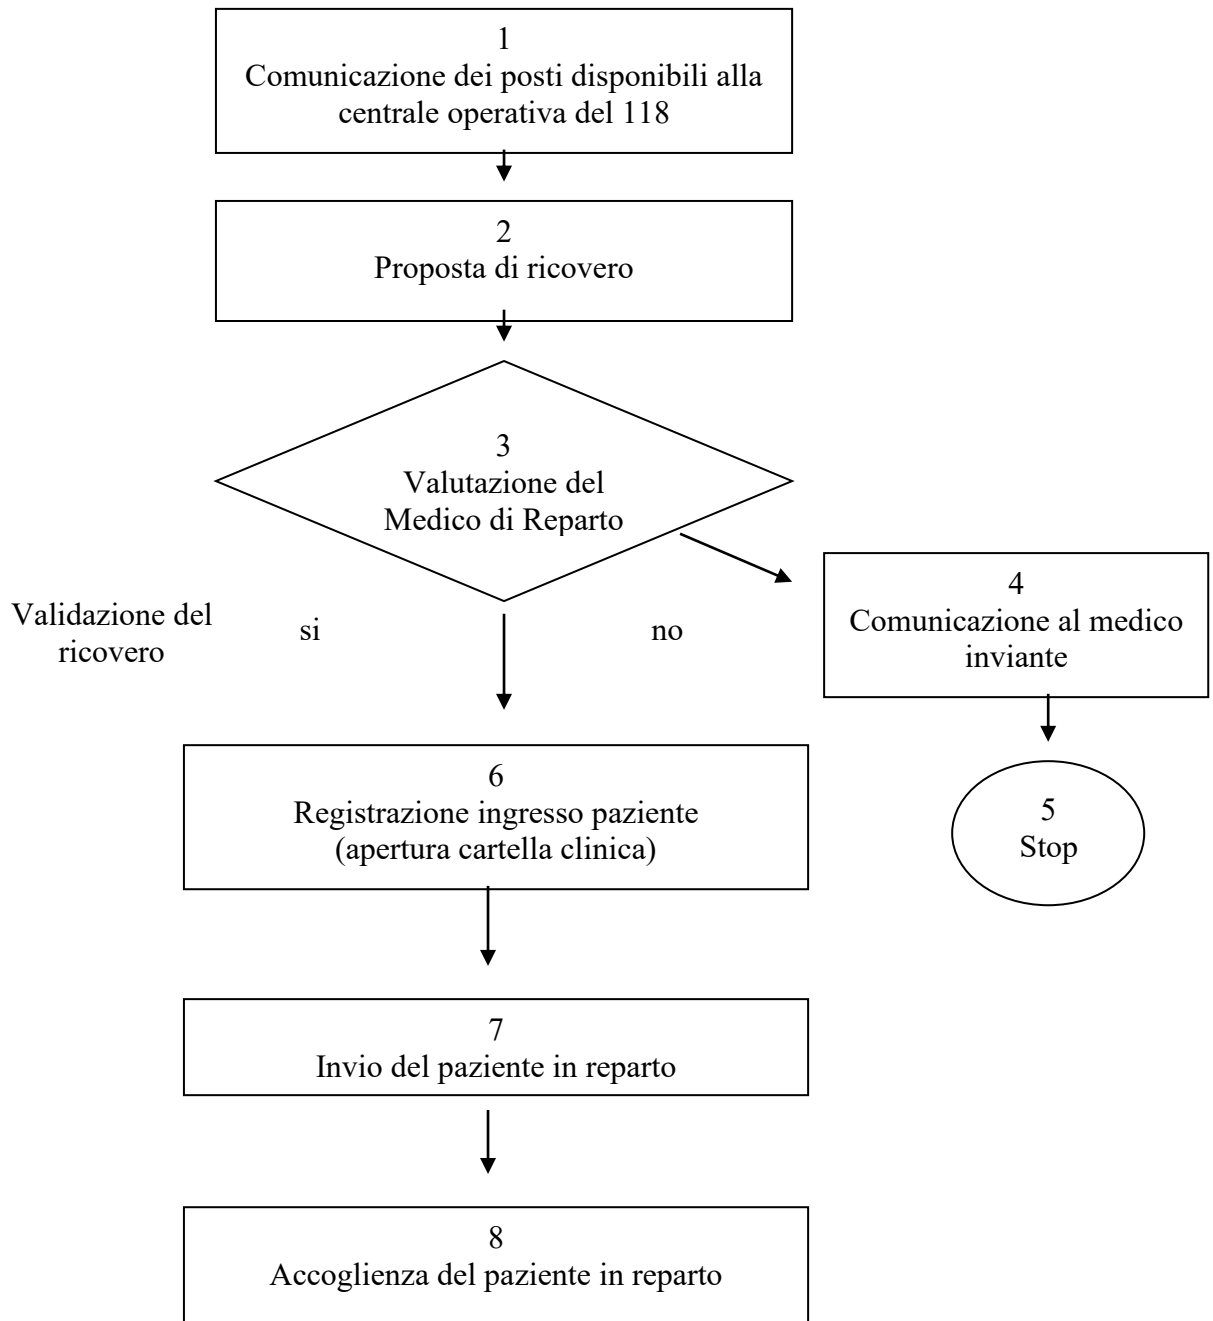 1
Comunicazione dei posti disponibili alla
centrale operativa del 118
2
Proposta di ricovero
3
Valutazione del
Medico di Reparto
Validazione del
ricovero
si
no
4
Comunicazione al medico
inviante
5
Stop
6
Registrazione ingresso paziente
(apertura cartella clinica)
7
Invio del paziente in reparto
8
Accoglienza del paziente in reparto